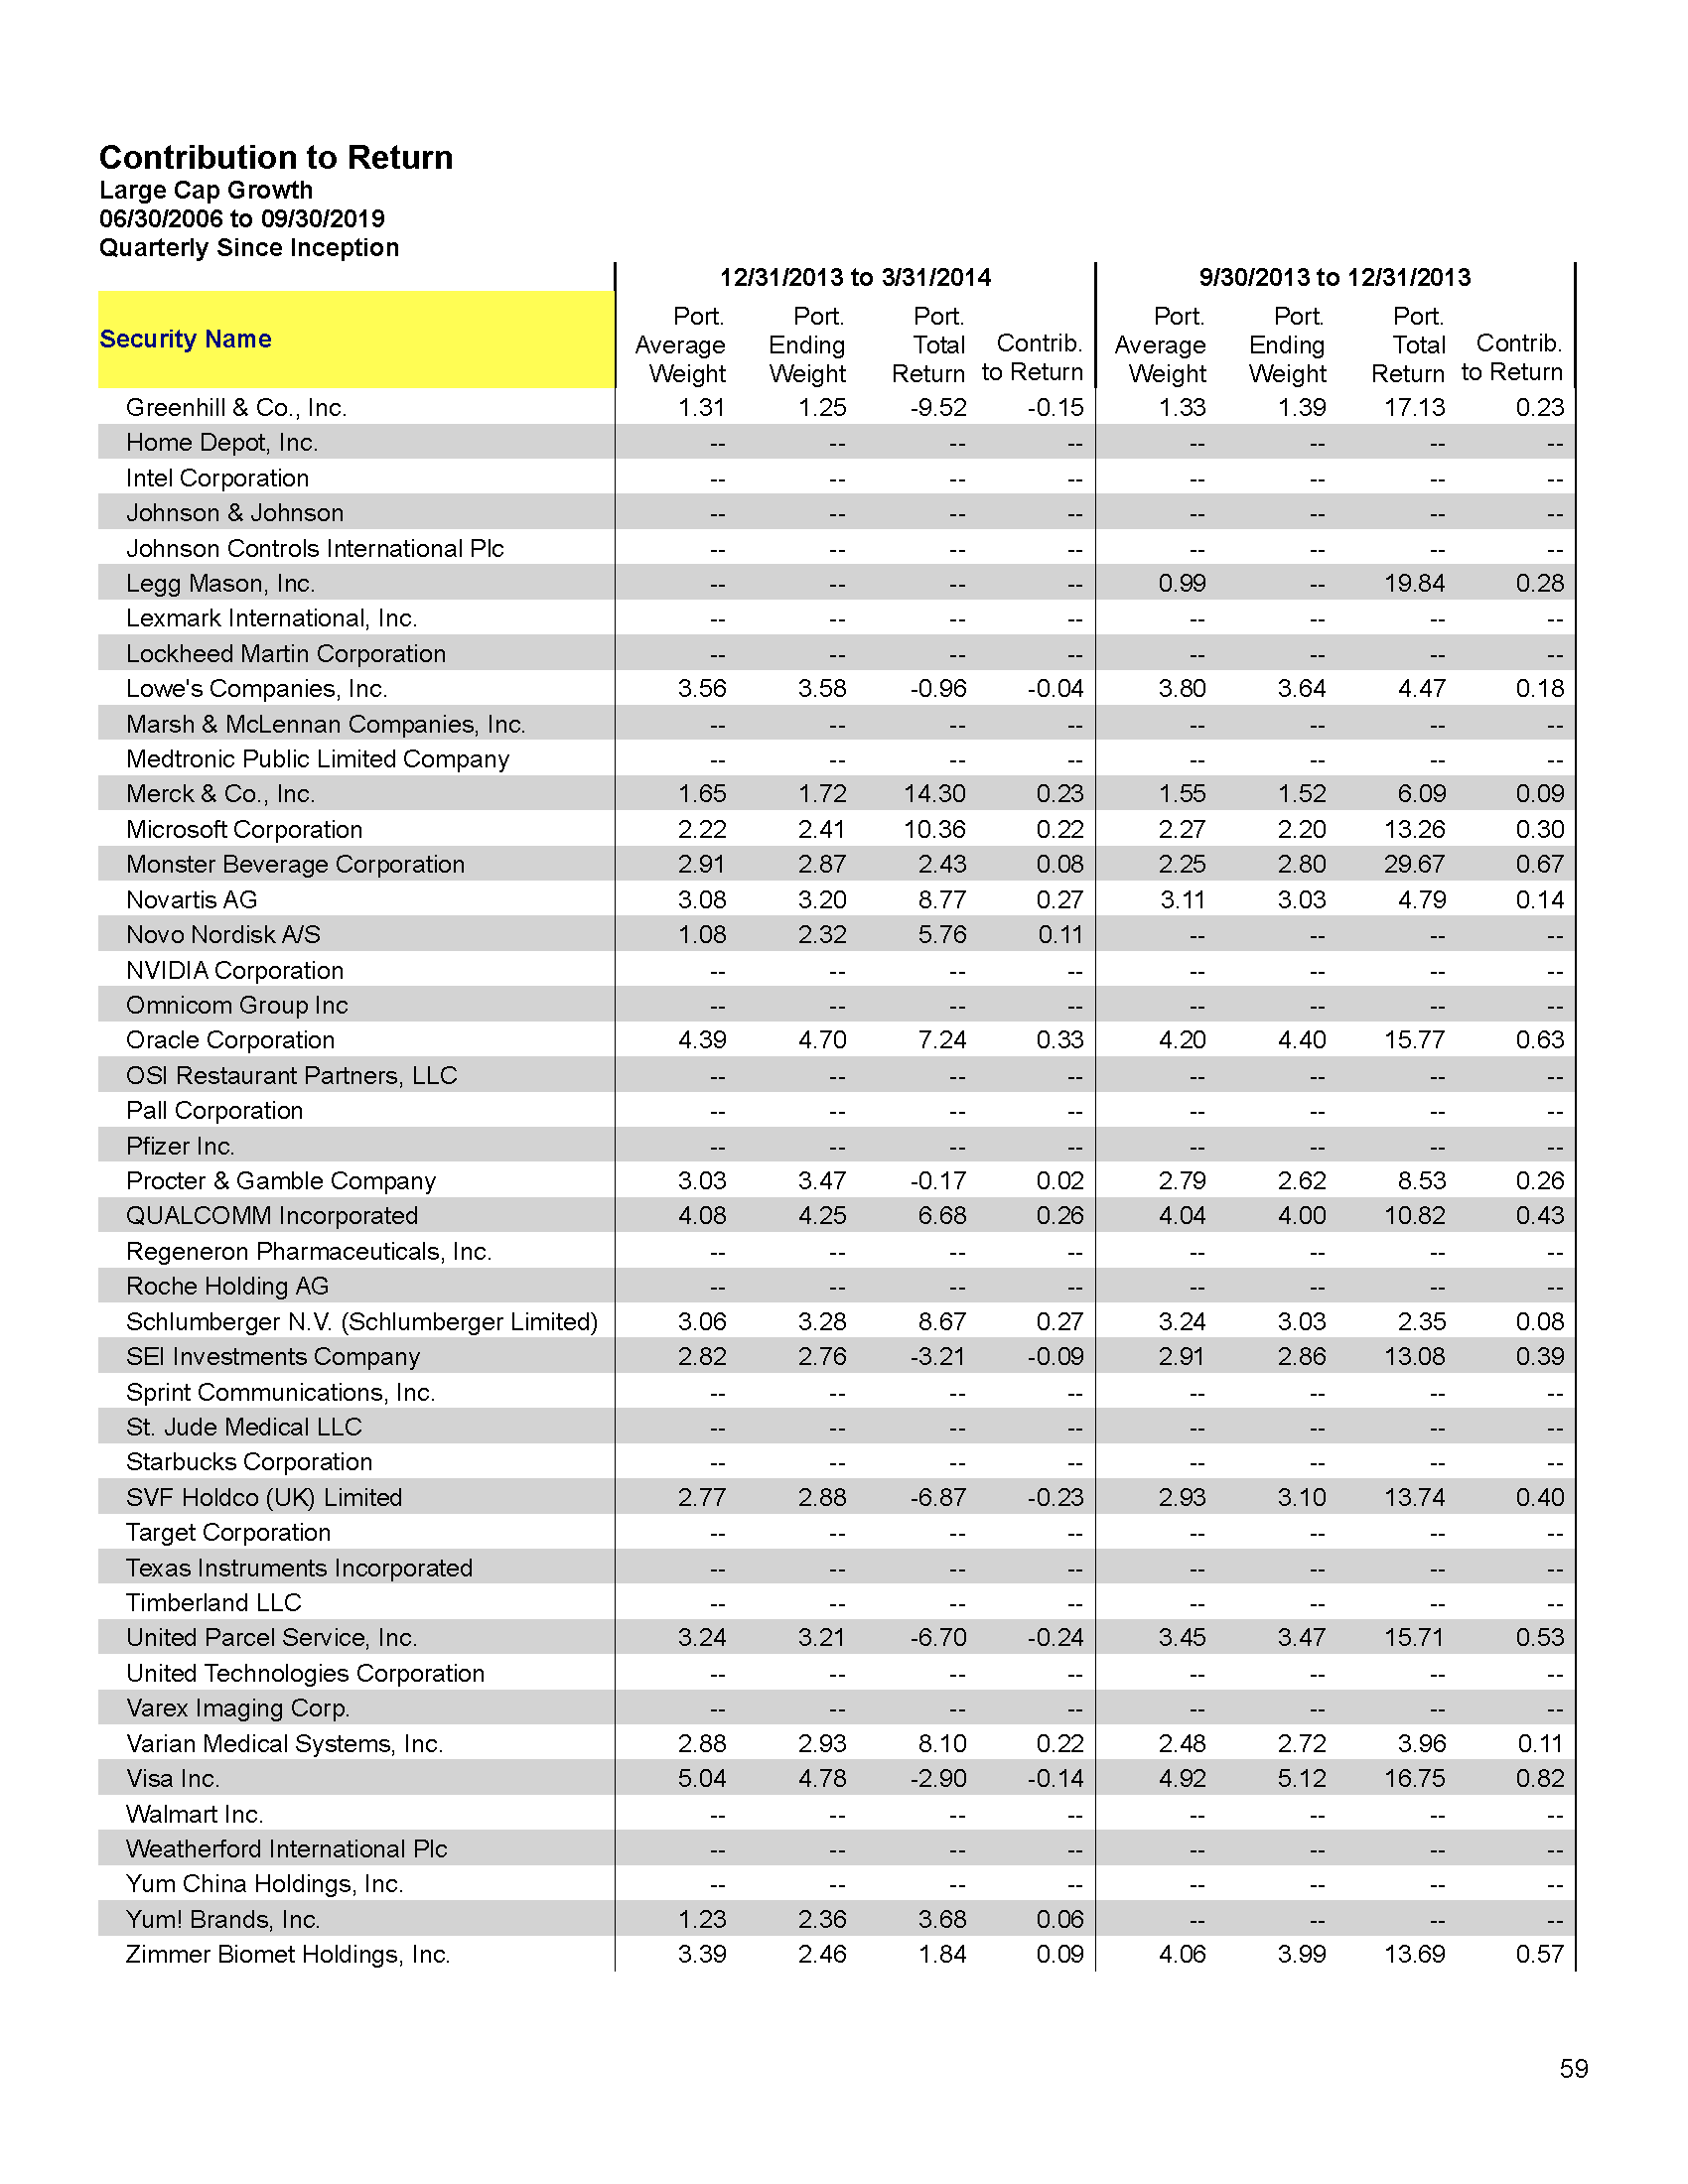 Contribution to Return
Large Cap Growth
06/30/2006 to 09/30/2019
Quarterly Since Inception
12/31/2013 to 3/31/2014 9/30/2013 to 12/31/2013
Security Name Port. Average Weight Port. Ending Weight Port. Total Return Contrib. to Return Port. Average Weight Port. Ending Weight Port. Total Return Contrib. to Return
Greenhill & Co., Inc. 1.31 1.25 -9.52 -0.15 1.33 1.39 17.13 0.23
Home Depot, Inc. -- -- -- -- -- -- -- --
Intel Corporation -- -- -- -- -- -- -- --
Johnson & Johnson -- -- -- -- -- -- -- --
Johnson Controls International Plc -- -- -- -- -- -- -- --
Legg Mason, Inc. -- -- -- -- 0.99 -- 19.84 0.28
Lexmark International, Inc. -- -- -- -- -- -- -- --
Lockheed Martin Corporation -- -- -- -- -- -- -- --
Lowe's Companies, Inc. 3.56 3.58 -0.96 -0.04 3.80 3.64 4.47 0.18
Marsh & McLennan Companies, Inc. -- -- -- -- -- -- -- --
Medtronic Public Limited Company -- -- -- -- -- -- -- --
Merck & Co., Inc. 1.65 1.72 14.30 0.23 1.55 1.52 6.09 0.09
Microsoft Corporation 2.22 2.41 10.36 0.22 2.27 2.20 13.26 0.30
Monster Beverage Corporation 2.91 2.87 2.43 0.08 2.25 2.80 29.67 0.67
Novartis AG 3.08 3.20 8.77 0.27 3.11 3.03 4.79 0.14
Novo Nordisk A/S 1.08 2.32 5.76 0.11 -- -- -- --
NVIDIA Corporation -- -- -- -- -- -- -- --
Omnicom Group Inc -- -- -- -- -- -- -- --
Oracle Corporation 4.39 4.70 7.24 0.33 4.20 4.40 15.77 0.63
OSI Restaurant Partners, LLC -- -- -- -- -- -- -- --
Pall Corporation -- -- -- -- -- -- -- --
Pfizer Inc. -- -- -- -- -- -- -- --
Procter & Gamble Company 3.03 3.47 -0.17 0.02 2.79 2.62 8.53 0.26
QUALCOMM Incorporated 4.08 4.25 6.68 0.26 4.04 4.00 10.82 0.43
Regeneron Pharmaceuticals, Inc. -- -- -- -- -- -- -- --
Roche Holding AG -- -- -- -- -- -- -- --
Schlumberger N.V. (Schlumberger Limited) 3.06 3.28 8.67 0.27 3.24 3.03 2.35 0.08
SEI Investments Company 2.82 2.76 -3.21 -0.09 2.91 2.86 13.08 0.39
Sprint Communications, Inc. -- -- -- -- -- -- -- --
St. Jude Medical LLC -- -- -- -- -- -- -- --
Starbucks Corporation -- -- -- -- -- -- -- --
SVF Holdco (UK) Limited 2.77 2.88 -6.87 -0.23 2.93 3.10 13.74 0.40
Target Corporation -- -- -- -- -- -- -- --
Texas Instruments Incorporated -- -- -- -- -- -- -- --
Timberland LLC -- -- -- -- -- -- -- --
United Parcel Service, Inc. 3.24 3.21 -6.70 -0.24 3.45 3.47 15.71 0.53
United Technologies Corporation -- -- -- -- -- -- -- --
Varex Imaging Corp. -- -- -- -- -- -- -- --
Varian Medical Systems, Inc. 2.88 2.93 8.10 0.22 2.48 2.72 3.96 0.11
Visa Inc. 5.04 4.78 -2.90 -0.14 4.92 5.12 16.75 0.82
Walmart Inc. -- -- -- -- -- -- -- --
Weatherford International Plc -- -- -- -- -- -- -- --
Yum China Holdings, Inc. -- -- -- -- -- -- -- --
Yum! Brands, Inc. 1.23 2.36 3.68 0.06 -- -- -- --
Zimmer Biomet Holdings, Inc. 3.39 2.46 1.84 0.09 4.06 3.99 13.69 0.57
59